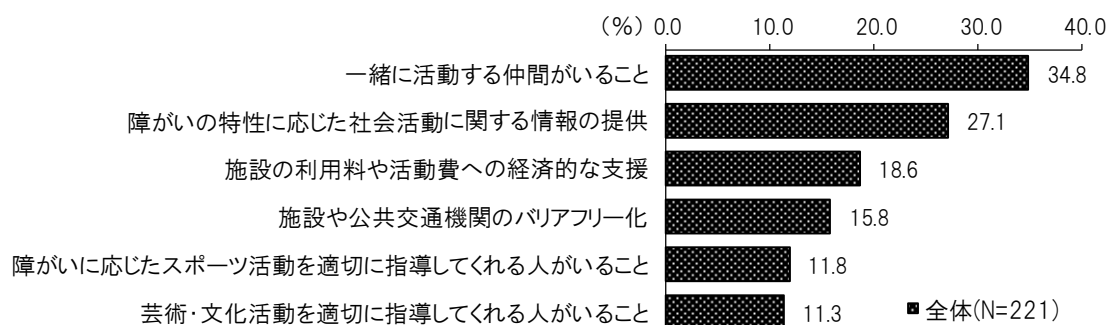 (%) 0.0 10.0 20.0 30.0 40.0
一緒に活動する仲間がいること 34.8
障がいの特性に応じた社会活動に関する情報の提供 27.1
施設の利用料や活動費への経済的な支援 18.6
施設や公共交通機関のバリアフリー化 15.8
障がいに応じたスポーツ活動を適切に指導してくれる人がいること 11.8
芸術・文化活動を適切に指導してくれる人がいること 11.3
全体(N=221)